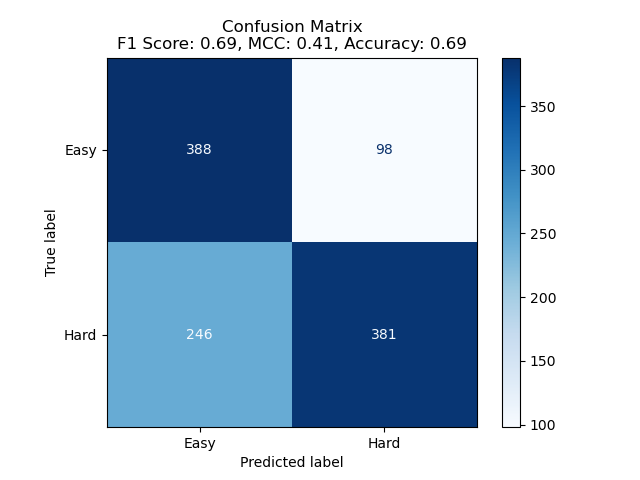 Confusion Matrix
F1 Score: 0.69, MCC: 0.41, Accuracy: 0.69
True label
Easy
388
98
Hard
246
381
Easy
Hard
Predicted label
350
300
250
200
150
100